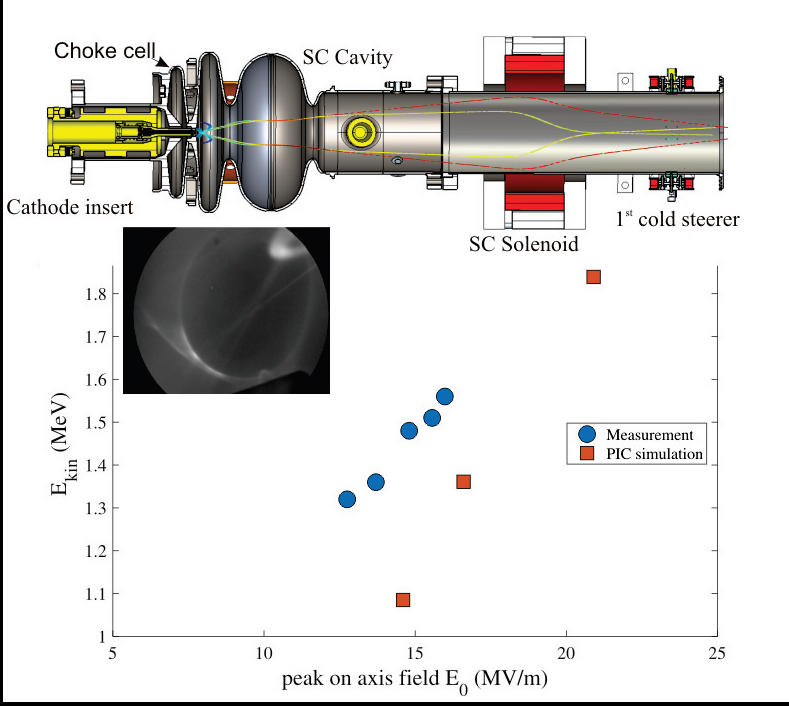 Choke cell
SC Cavity
Cathode insert
SC Solenoid
1st cold steerer
1.8
1.7
1.6
1.5
1.4
1.3
1.2
1.1
1
Ekin (MeV)
Measurement
PIC simulation
5 10 15 20 25
peak on axis field E0 (MV/m)